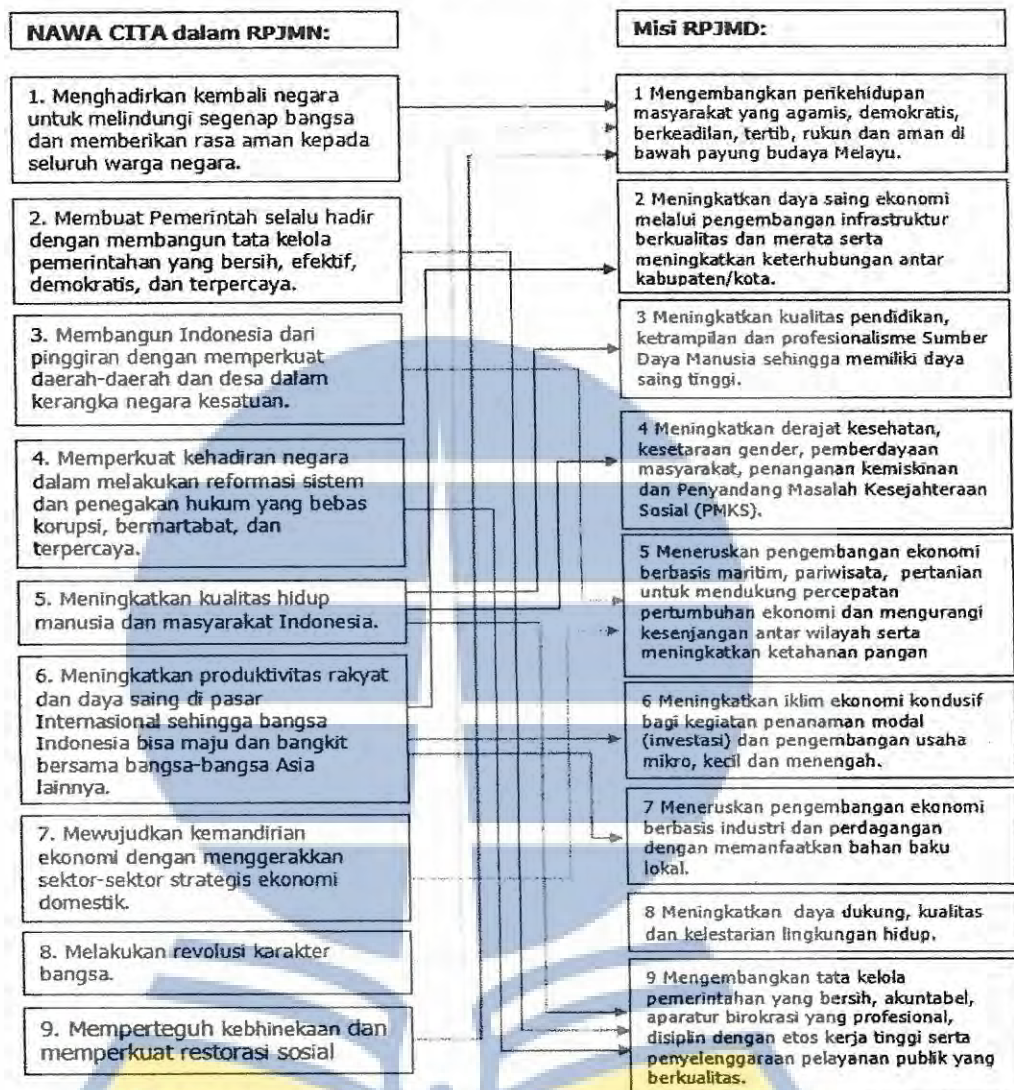 NAWA CITA dalam RPJMN:
1. Menghadirkan kembali negara
untuk melindungi segenap bangsa
dan memberikan rasa aman kepada
seluruh warga negara.
2. Membuat Pemerintah selalu hadir
dengan membangun tata kelola
pemerintahan yang bersih, efektif,
demokratis, dan terpercaya.
3. Membangun Indonesia dari
pinggiran dengan memperkuat
daerah-daerah dan desa dalam
kerangka negara kesatuan.
4. Memperkuat kehadiran negara
dalam melakukan reformasi sistem
dan penegakan hukum yang bebas
korupsi, bermartabat, dan
terpercaya.
5. Meningkatkan kualitas hidup
manusia dan masyarakat Indonesia.
6. Meningkatkan produktivitas rakyat
dan daya saing di pasar
Internasional sehingga bangsa
Indonesia bisa maju dan bangkit
bersama bangsa-bangsa Asia
lainnya.
7. Mewujudkan kemandirian
ekonomi dengan menggerakkan
sektor-sektor strategis ekonomi
domestik.
8. Melakukan revolusi karakter
bangsa.
9. Memperteguh kebhinekaan dan
memperkuat restorasi sosial
Misi RPJMD:
1 Mengembangkan perikehidupan
masyarakat yang agamis, demokratis,
berkeadilan, tertib, rukun dan aman di
bawah payung budaya Melayu.
2 Meningkatkan daya saing ekonomi
melalui pengembangan infrastruktur
berkualitas dan merata serta
meningkatkan keterhubungan antar
kabupaten/kota.
3 Meningkatkan kualitas pendidikan,
ketrampilan dan profesionalisme Sumber
Daya Manusia sehingga memiliki daya
saing tinggi.
4 Meningkatkan derajat kesehatan,
kesetaraan gender, pemberdayaan
masyarakat, penanganan kemiskinan
dan Penyandang Masalah Kesejahteraan
Sosial (PMKS).
5 Meneruskan pengembangan ekonomi
berbasis maritim, pariwisata, pertanian
untuk mendukung percepatan
pertumbuhan ekonomi dan mengurangi
kesenjangan antar wilayah serta
meningkatkan ketahanan pangan
6 Meningkatkan iklim ekonomi kondusif
bagi kegiatan penanaman modal
(investasi) dan pengembangan usaha
mikro, kecil dan menengah.
7 Meneruskan pengembangan ekonomi
berbasis industri dan perdagangan
dengan memanfaatkan bahan baku
lokal.
8 Meningkatkan daya dukung, kualitas
dan kelestarian lingkungan hidup.
9 Mengembangkan tata kelola
pemerintahan yang bersih, akuntabel,
aparatur birokrasi yang profesional,
disiplin dengan etos kerja tinggi serta
penyelenggaraan pelayanan publik yang
berkualitas.